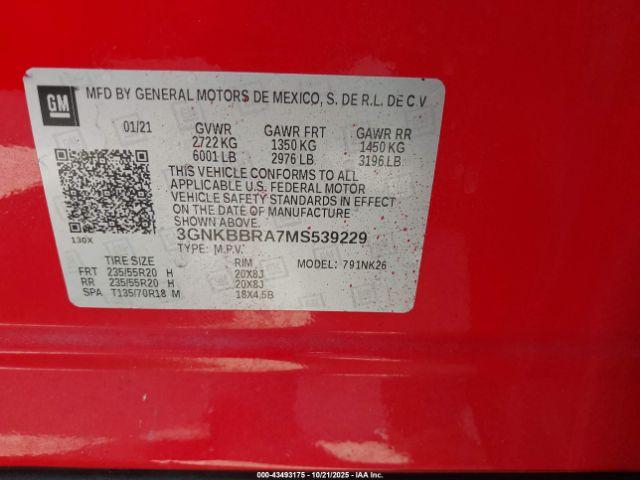 GM
MFD BY GENERAL MOTORS DE MEXICO, S. DE R.L. DE C.V
01/21 GVWR GAWR FRT GAWR RR
2722 KG 1350 KG 1450 KG
6001 LB 2976 LB 3196 LB
THIS VEHICLE CONFORMS TO ALL
APPLICABLE U.S. FEDERAL MOTOR
VEHICLE SAFETY STANDARDS IN EFFECT
ON THE DATE OF MANUFACTURE
SHOWN ABOVE.
130X
3GNKBBRA7MS539229
TYPE: M.P.V.
TIRE SIZE RIM MODEL: 791NK26
FRT 235/55R20 H 20X8J
RR 235/55R20 H 20X8J
SPA T135/70R18 M 18X4.5B
000-43493175 - 10/21/2025 - IAA Inc.